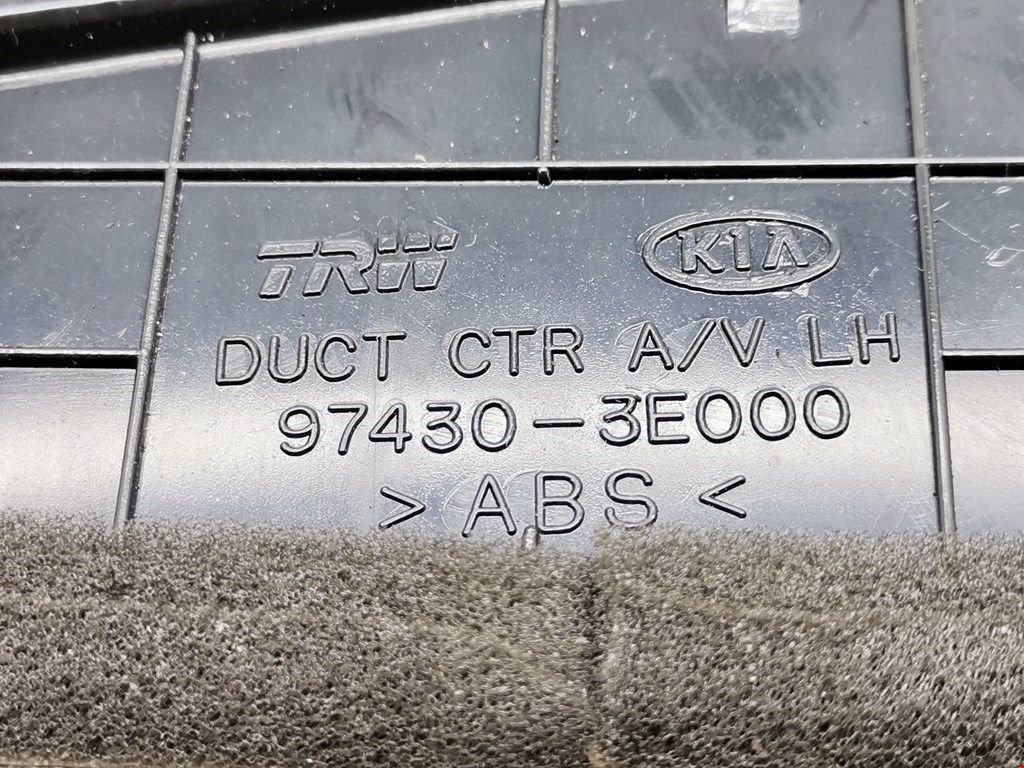 TRW KIA
DUCT CTR A/V LH
97430-3E000
>ABS<